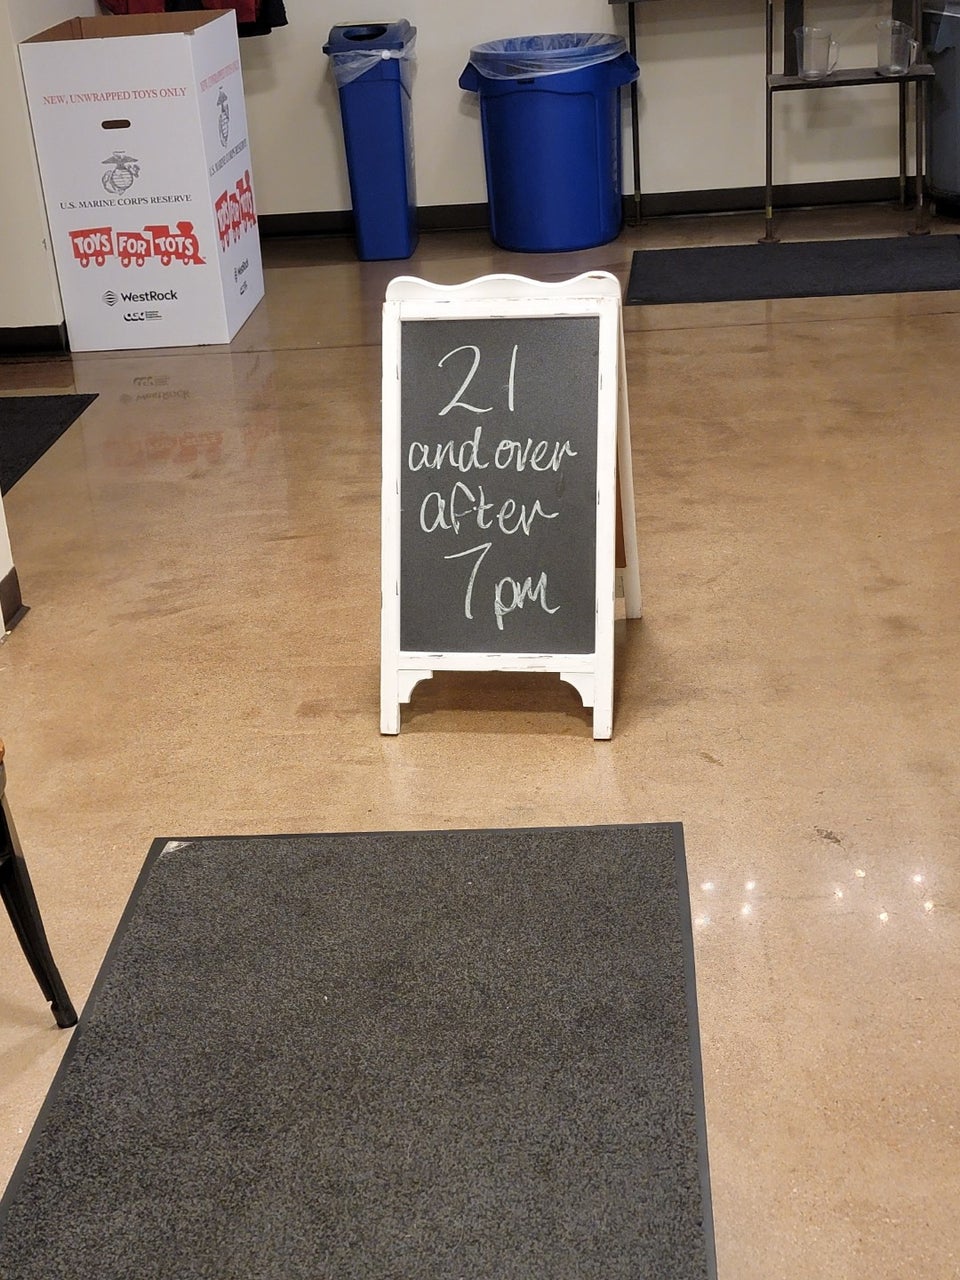 NEW, UNWRAPPED TOYS ONLY
U.S. MARINE CORPS RESERVE
TOYS FOR TOTS
WestRock
21
and over
after
7pm